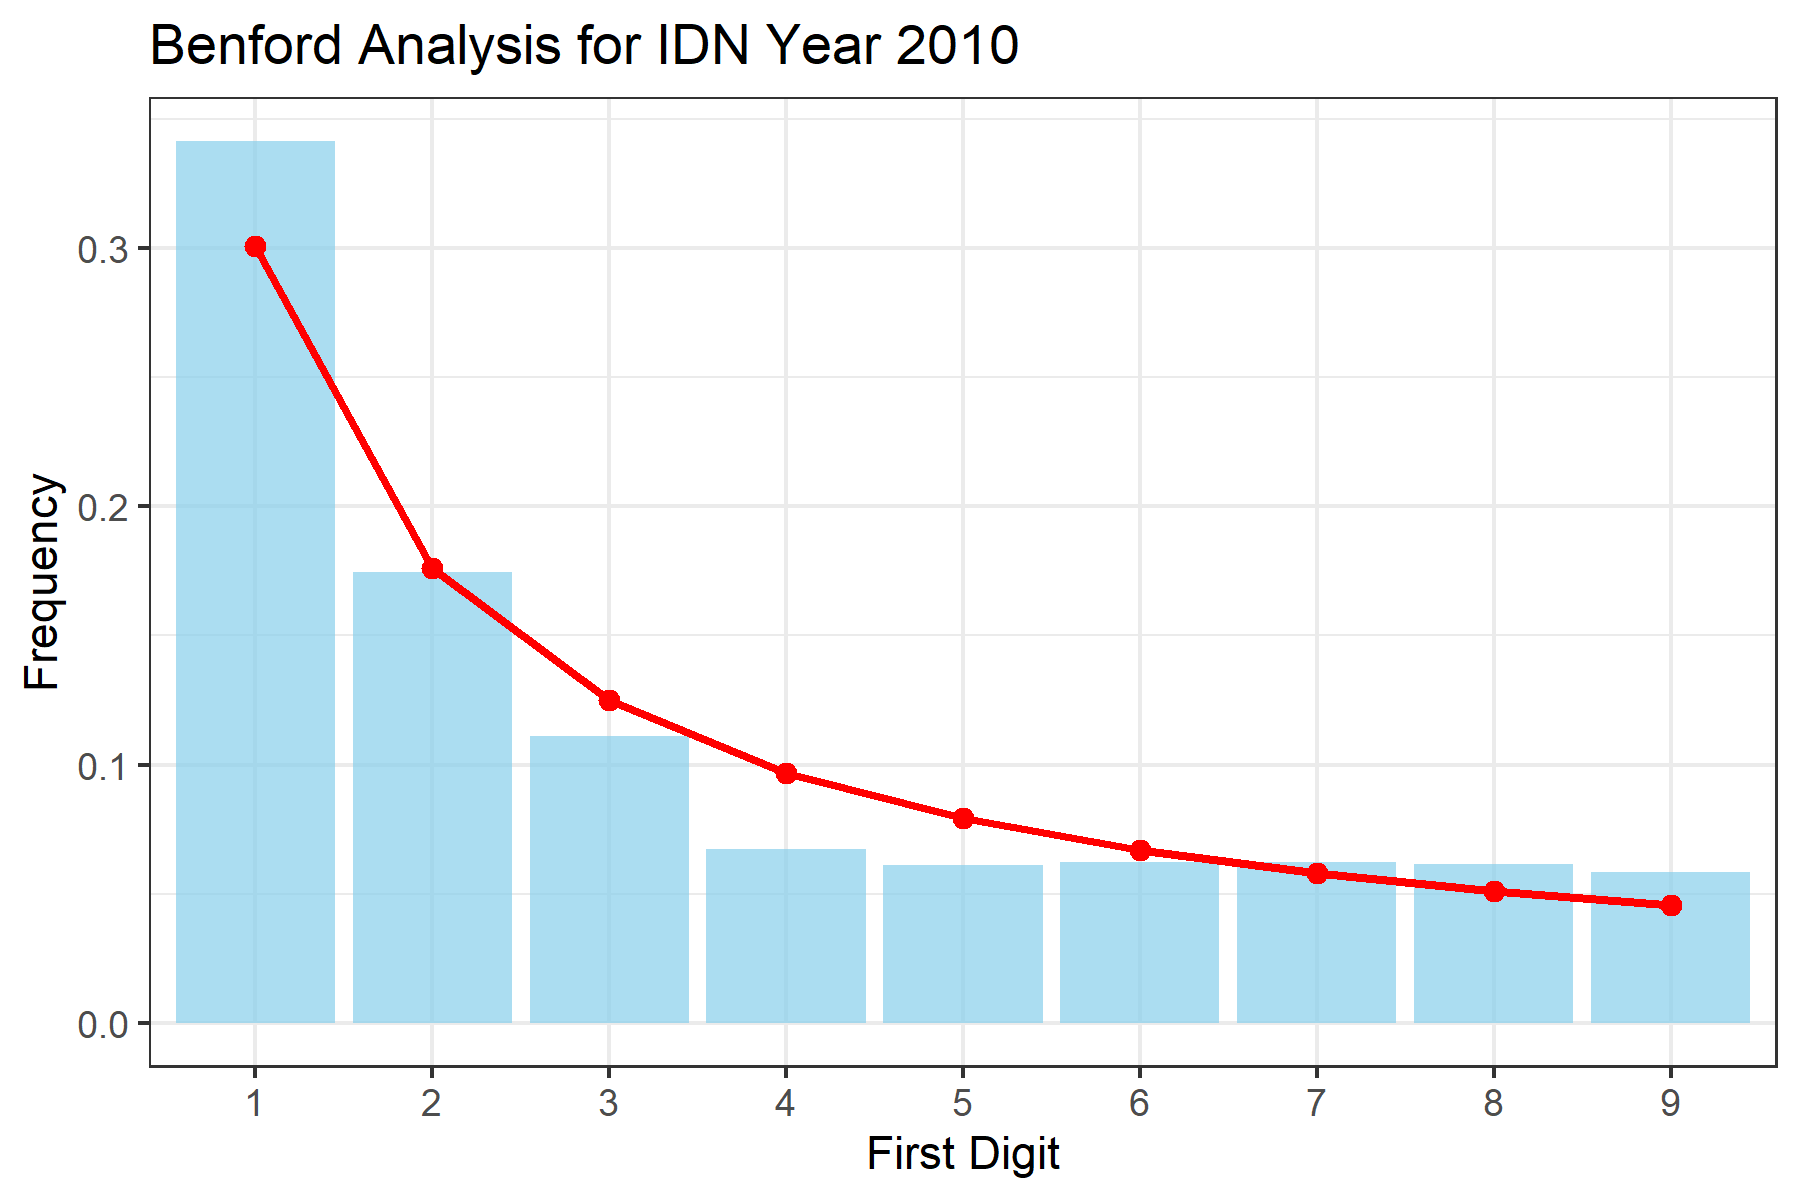 Benford Analysis for IDN Year 2010
Frequency
0.3
0.2
0.1
0.0
1 2 3 4 5 6 7 8 9
First Digit